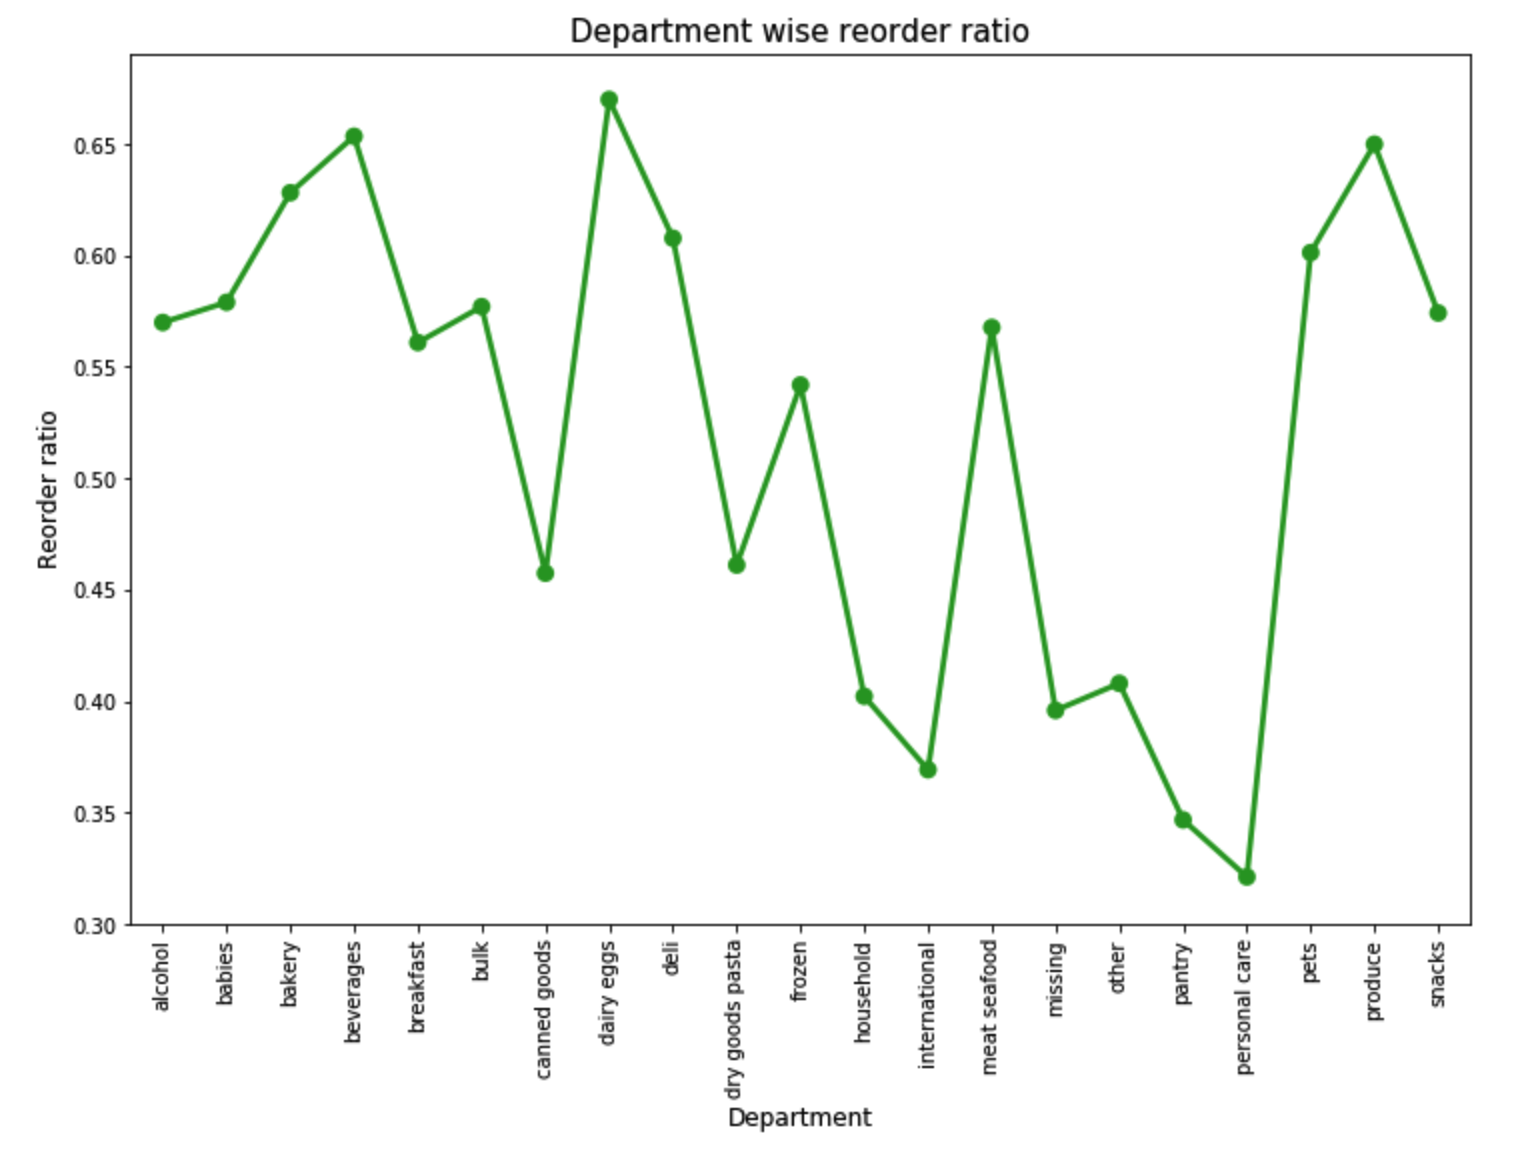 Department wise reorder ratio
0.65
0.60
0.55
0.50
0.45
0.40
0.35
0.30
Reorder ratio
alcohol
babies
bakery
beverages
breakfast
bulk
canned goods
dairy eggs
deli
dry goods pasta
frozen
household
international
meat seafood
missing
other
pantry
personal care
pets
produce
snacks
Department